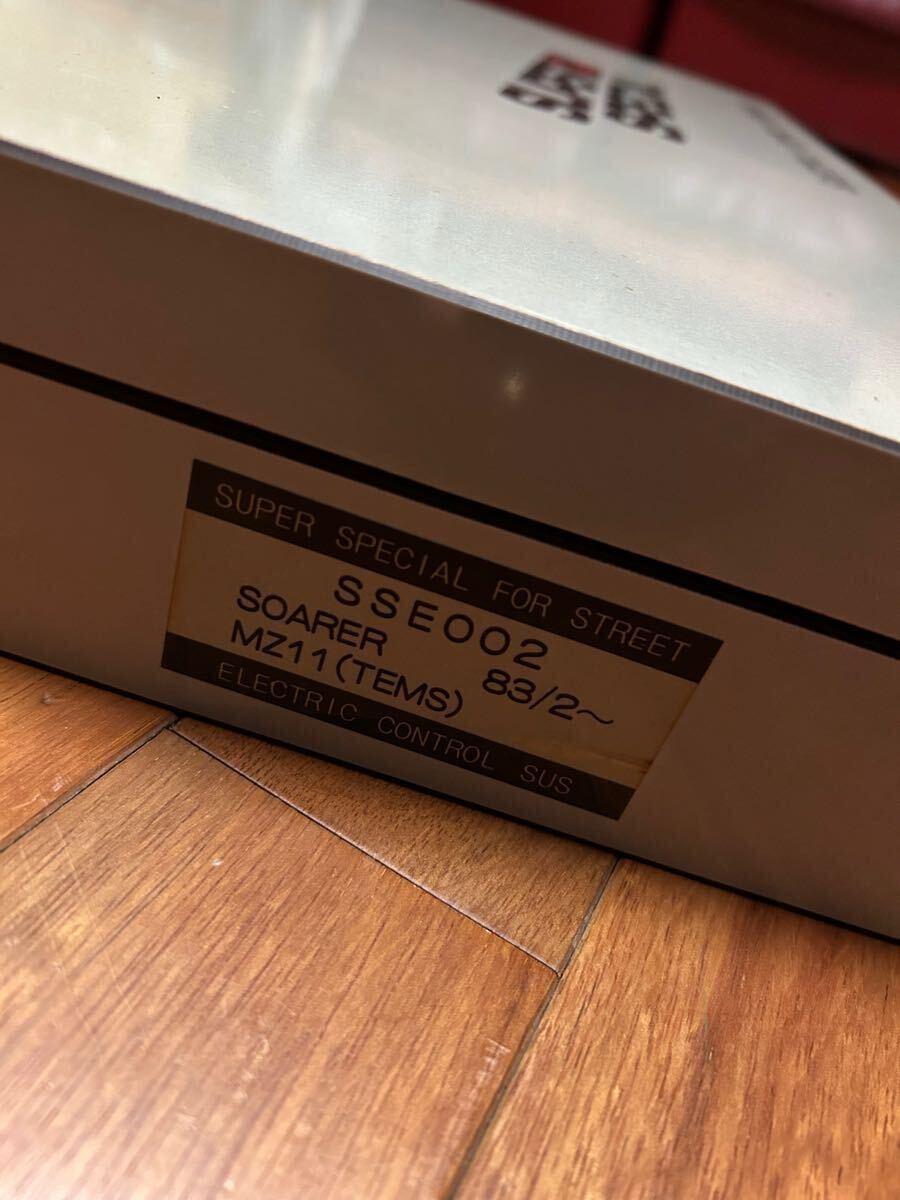 SUPER SPECIAL FOR STREET
SSE002
SOARER 83/2～
MZ11(TEMS)
ELECTRIC CONTROL SUS